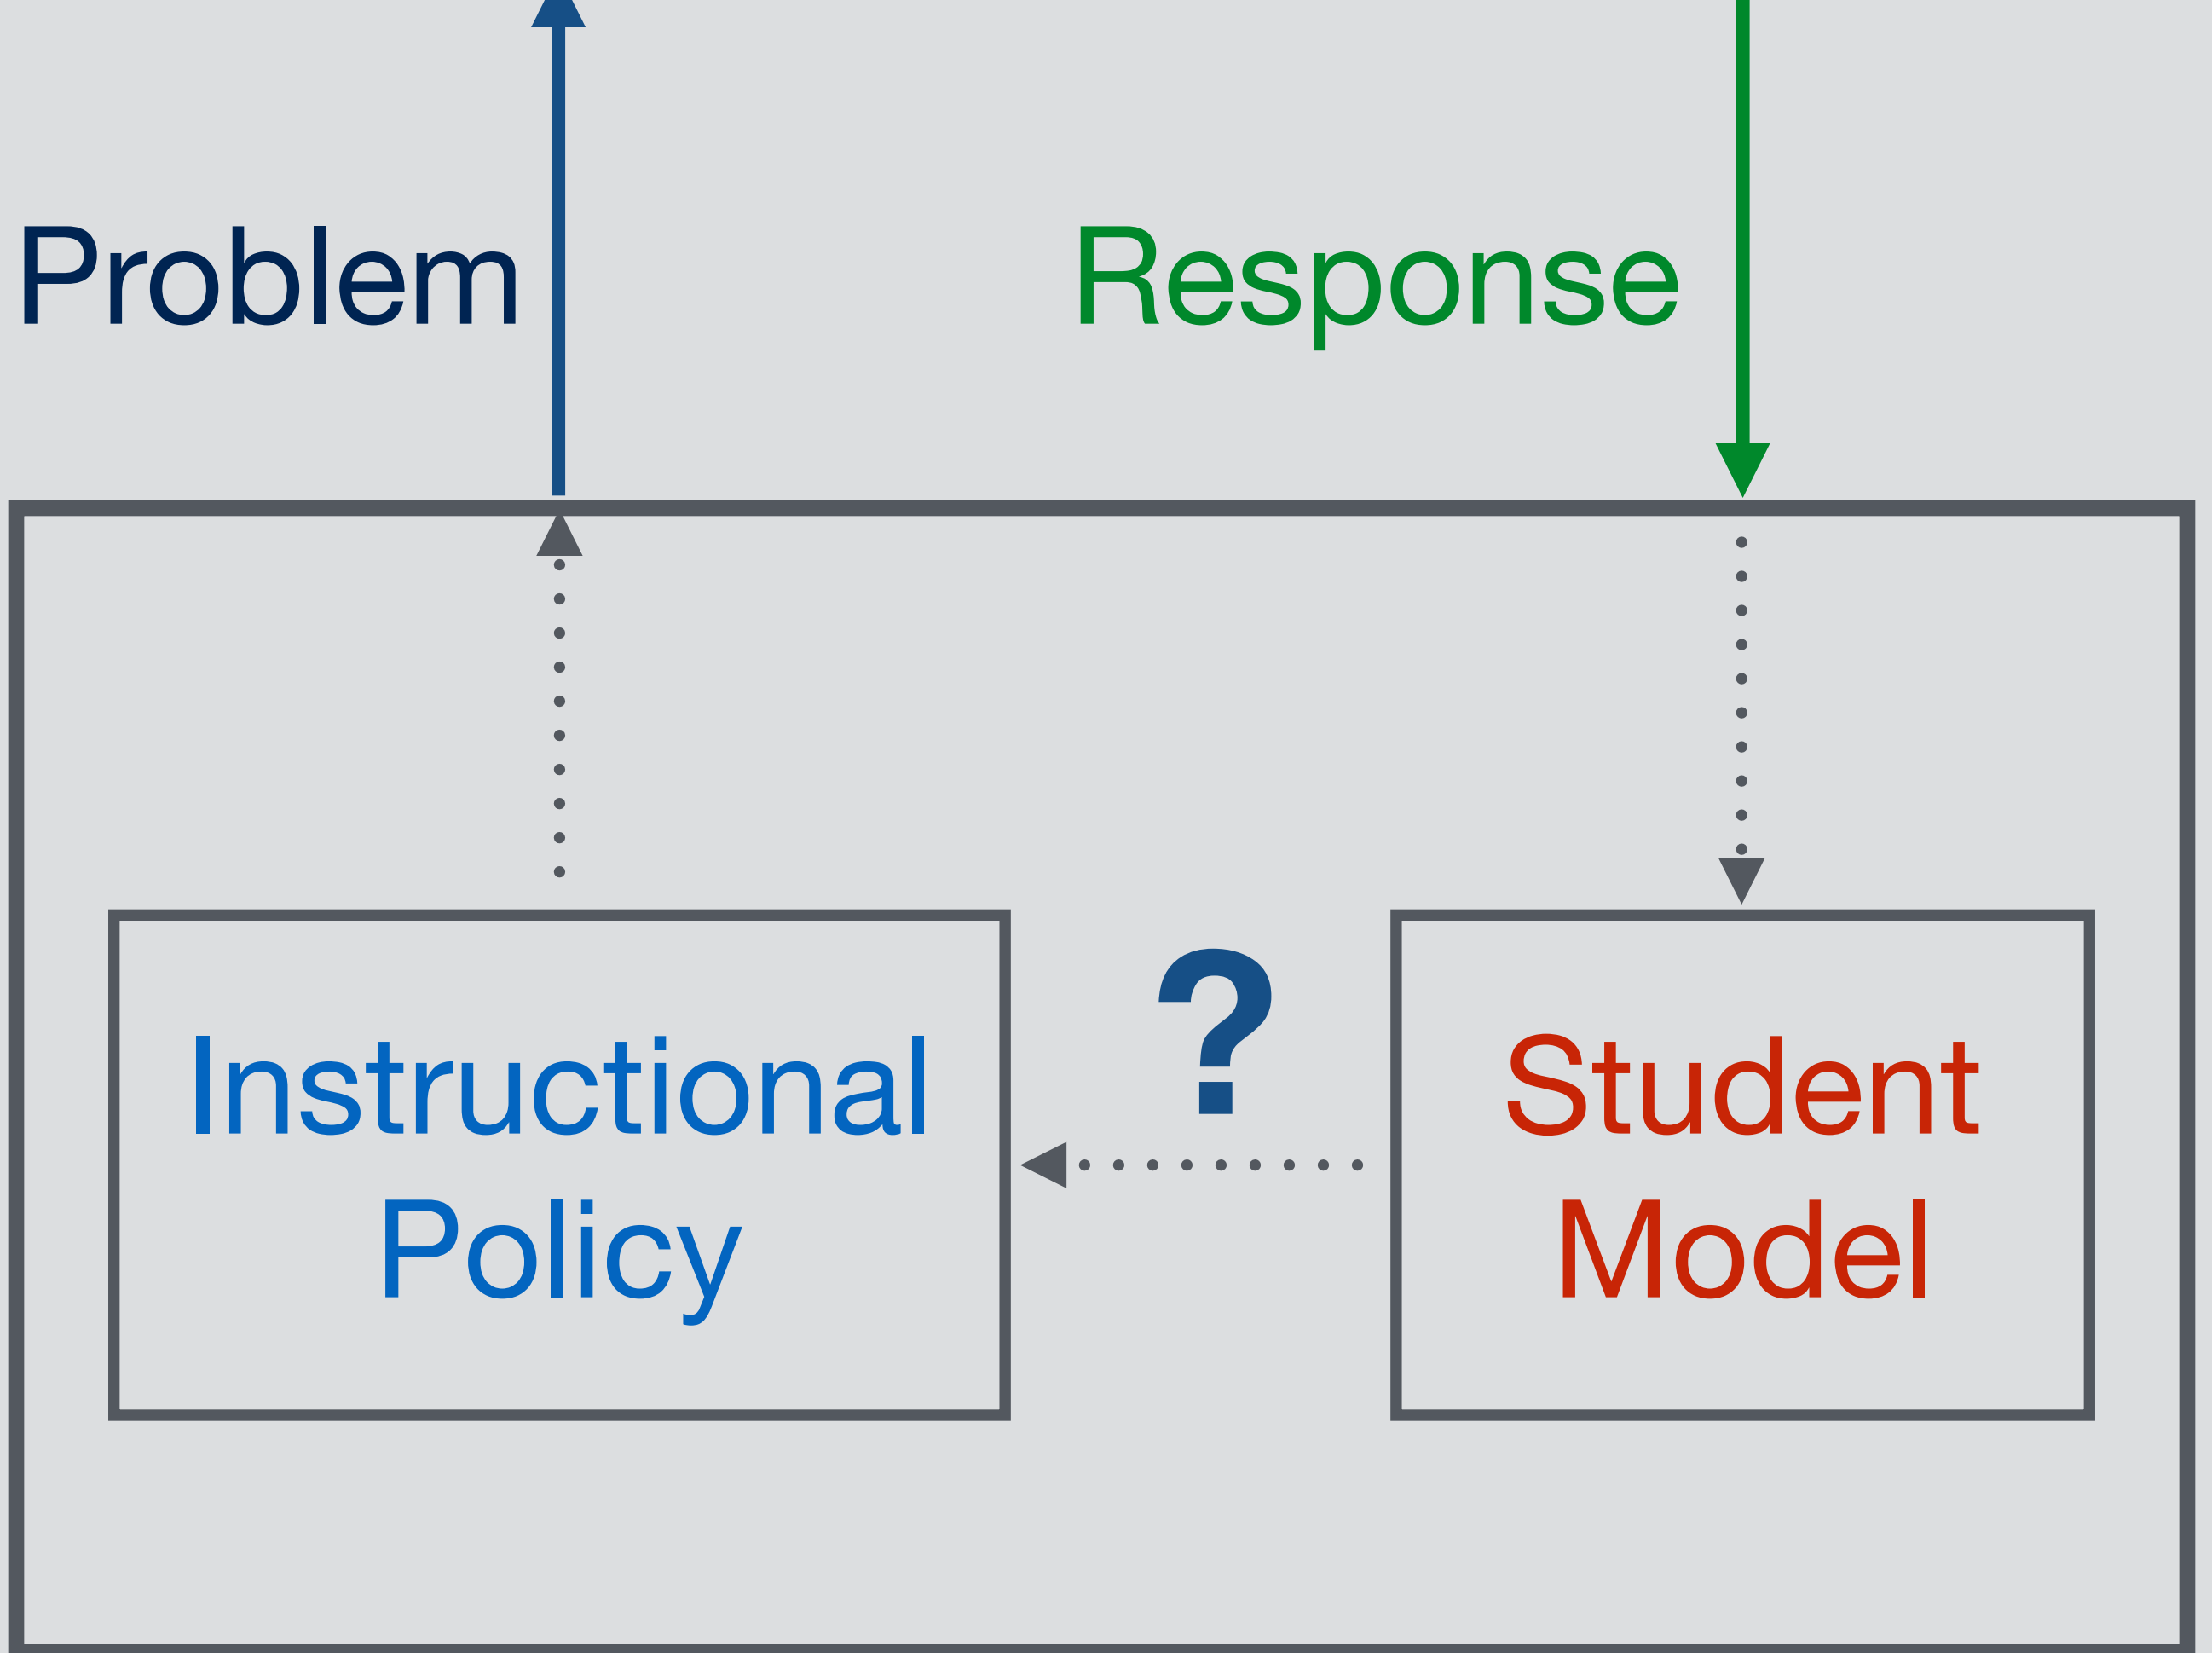 Problem
Response
?
Instructional
Policy
Student
Model